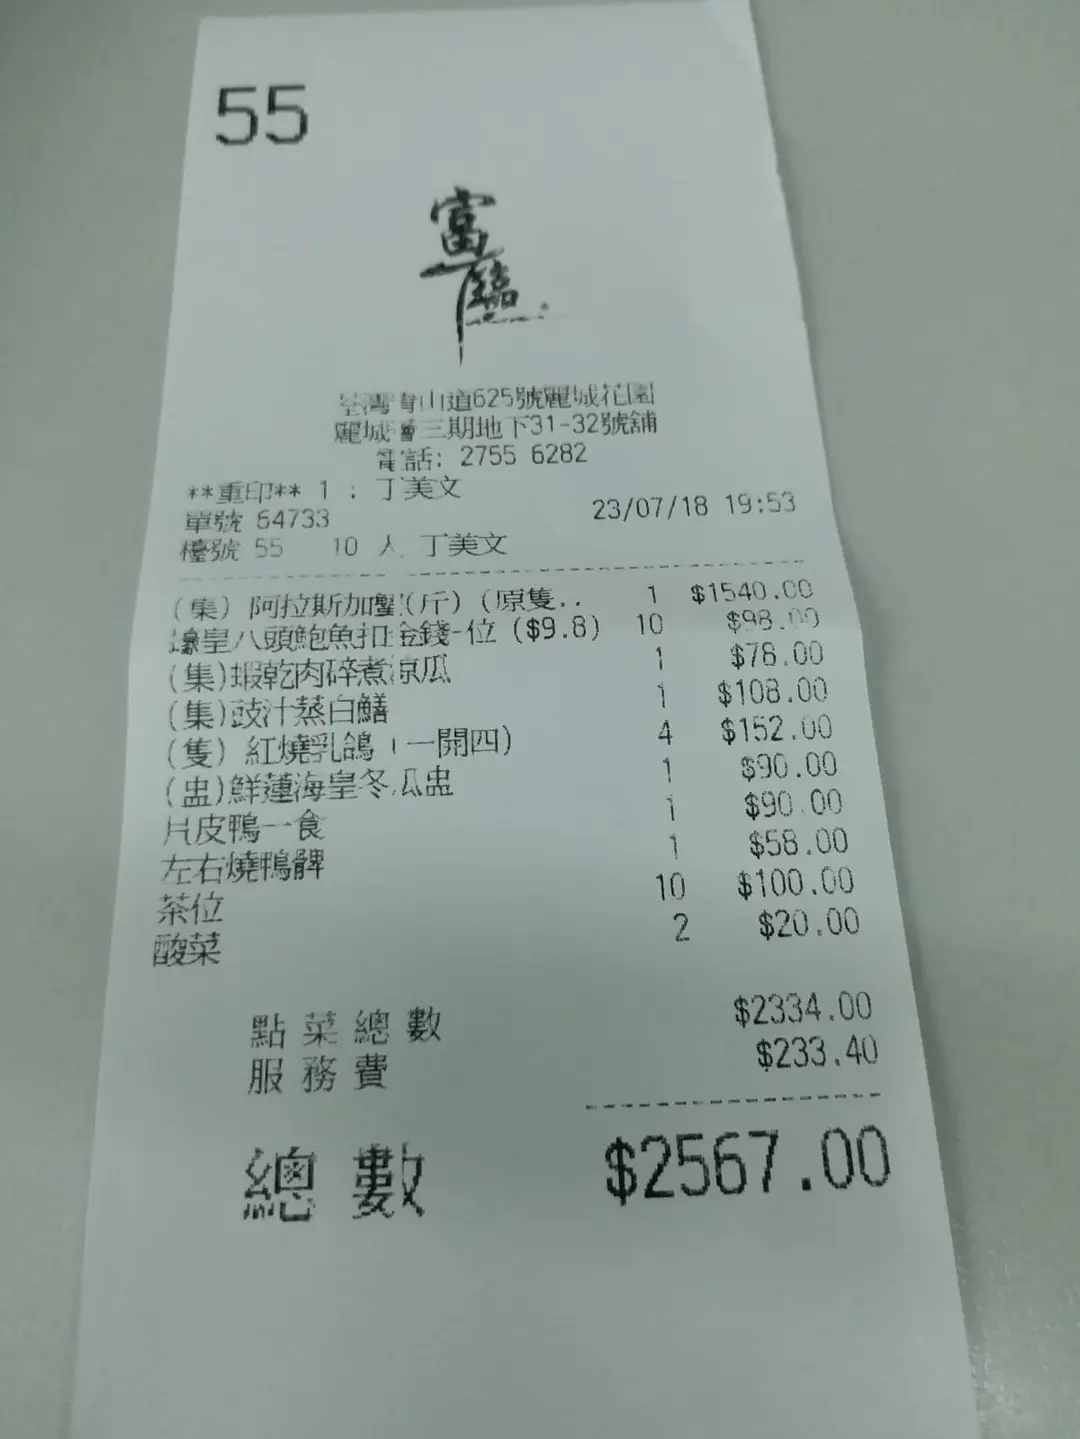 55
富臨
荃灣青山道625號麗城花園
麗城薈三期地下31-32號舖
電話: 2755 6282
**重印** 1 : 丁美文
單號 64733 23/07/18 19:53
檯號 55 10 人 丁美文
(集) 阿拉斯加蟹(斤) (原隻.. 1 $1540.00
蠔皇八頭鮑魚扣金錢-位 ($9.8) 10 $98.00
(集)蝦乾肉碎煮涼瓜 1 $78.00
(集)豉汁蒸白鱔 1 $108.00
(隻) 紅燒乳鴿 (一開四) 4 $152.00
(盅)鮮蓮海皇冬瓜盅 1 $90.00
片皮鴨一食 1 $90.00
左右燒鴨髀 1 $58.00
茶位 10 $100.00
酸菜 2 $20.00
點菜總數 $2334.00
服務費 $233.40
總數 $2567.00